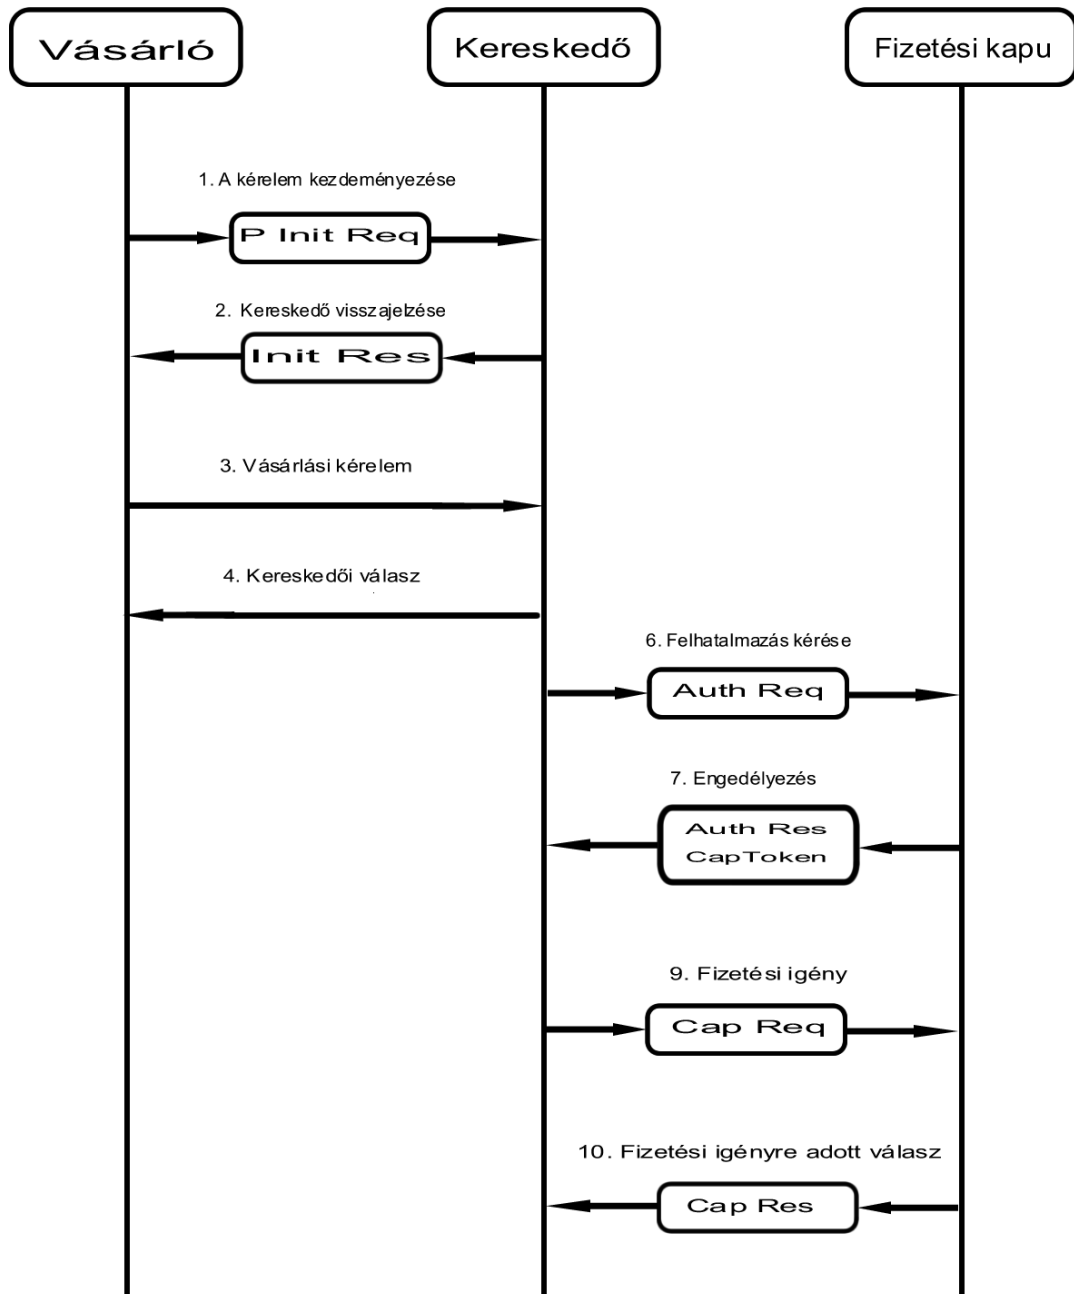 Vásárló
Kereskedő
Fizetési kapu
1. A kérelem kezdeményezése
P Init Req
2. Kereskedő visszajelzése
Init Res
3. Vásárlási kérelem
4. Kereskedői válasz
6. Felhatalmazás kérése
Auth Req
7. Engedélyezés
Auth Res
CapToken
9. Fizetési igény
Cap Req
10. Fizetési igényre adott válasz
Cap Res